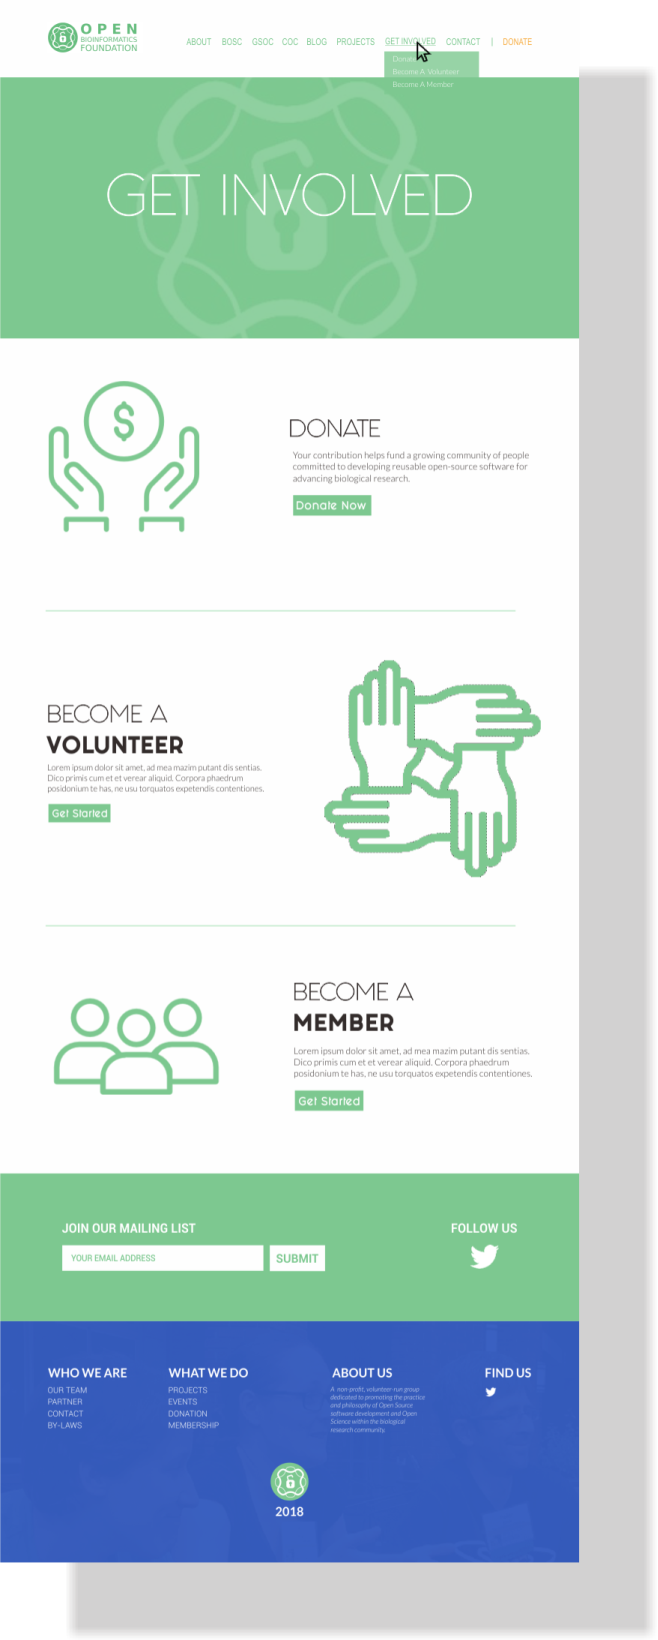 OPEN
BIOINFORMATICS
FOUNDATION
ABOUT BOSC GSOC COC BLOG PROJECTS GET INVOLVED CONTACT | DONATE
Become A Volunteer
Become A Member
GET INVOLVED
DONATE
Your contribution helps fund a growing community of people
committed to developing reusable open-source software for
advancing biological research.
Donate Now
BECOME A
VOLUNTEER
Lorem ipsum dolor sit amet, ad mea mazim putant dis sentias.
Dico primis cum et et verear aliquid. Corpora phaedrum
posidonium te has, ne usu torquatos expetendis contentiones.
Get Started
BECOME A
MEMBER
Lorem ipsum dolor sit amet, ad mea mazim putant dis sentias.
Dico primis cum et et verear aliquid. Corpora phaedrum
posidonium te has, ne usu torquatos expetendis contentiones.
Get Started
JOIN OUR MAILING LIST
YOUR EMAIL ADDRESS
SUBMIT
FOLLOW US
WHO WE ARE
OUR TEAM
PARTNER
CONTACT
BY-LAWS
WHAT WE DO
PROJECTS
EVENTS
DONATION
MEMBERSHIP
ABOUT US
A non-profit, volunteer-run group
dedicated to promoting the practice
and philosophy of Open Source
software development and Open
Science within the biological
research community.
FIND US
2018